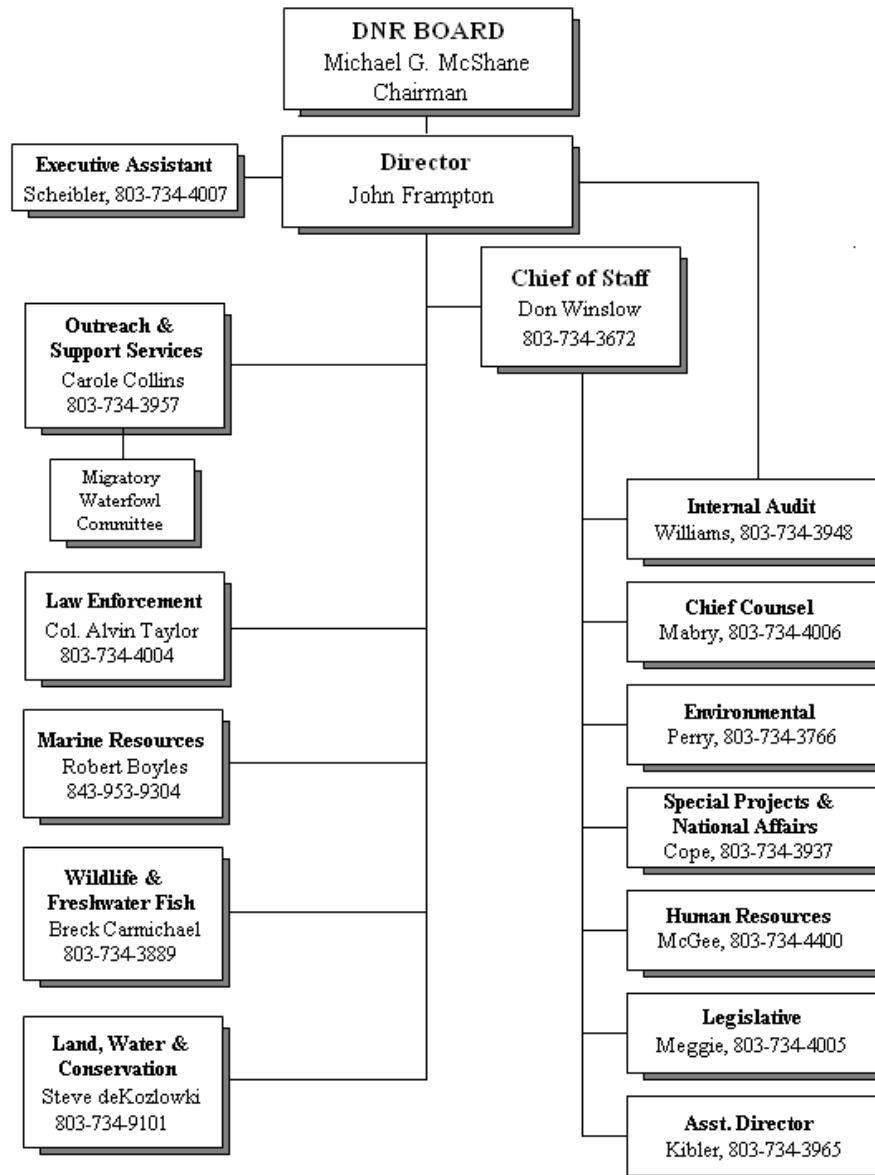 DNR BOARD
Michael G. McShane
Chairman
Director
John Frampton
Executive Assistant
Scheibler, 803-734-4007
Chief of Staff
Don Winslow
803-734-3672
Outreach &
Support Services
Carole Collins
803-734-3957
Migratory
Waterfowl
Committee
Law Enforcement
Col. Alvin Taylor
803-734-4004
Marine Resources
Robert Boyles
843-953-9304
Wildlife &
Freshwater Fish
Breck Carmichael
803-734-3889
Land, Water &
Conservation
Steve deKozlowki
803-734-9101
Internal Audit
Williams, 803-734-3948
Chief Counsel
Mabry, 803-734-4006
Environmental
Perry, 803-734-3766
Special Projects &
National Affairs
Cope, 803-734-3937
Human Resources
McGee, 803-734-4400
Legislative
Meggie, 803-734-4005
Asst. Director
Kibler, 803-734-3965